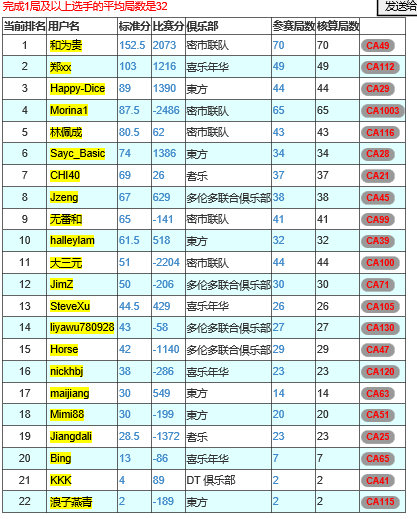 完成1局及以上选手的平均局数是32
发送给
当前排名 用户名 标准分 比赛分 俱乐部 参赛局数 核算局数
1 和为贵 152.5 2073 密市联队 70 70 CA49
2 郑xx 103 1216 喜乐年华 49 49 CA112
3 Happy-Dice 89 1390 東方 44 44 CA29
4 Morina1 87.5 -2486 密市联队 65 65 CA1003
5 林佩成 80.5 62 密市联队 43 43 CA116
6 Sayc_Basic 74 1386 東方 34 34 CA28
7 CHI40 69 26 耆乐 37 37 CA21
8 Jzeng 67 629 多伦多联合俱乐部 38 38 CA45
9 无番和 65 -141 密市联队 41 41 CA99
10 halleylam 61.5 518 東方 32 32 CA39
11 大三元 51 -2204 密市联队 44 44 CA100
12 JimZ 50 -206 多伦多联合俱乐部 30 30 CA71
13 SteveXu 44.5 429 喜乐年华 26 26 CA105
14 liyawu780928 43 -58 多伦多联合俱乐部 27 27 CA130
15 Horse 42 -1140 多伦多联合俱乐部 29 29 CA47
16 nickhbj 38 -286 喜乐年华 23 23 CA120
17 maijiang 30 549 東方 14 14 CA63
18 Mimi88 30 -199 東方 20 20 CA51
19 Jiangdali 28.5 -1372 耆乐 23 23 CA25
20 Bing 13 -86 喜乐年华 7 7 CA65
21 KKK 4 89 DT 俱乐部 2 2 CA41
22 浪子燕青 2 -189 東方 2 2 CA115